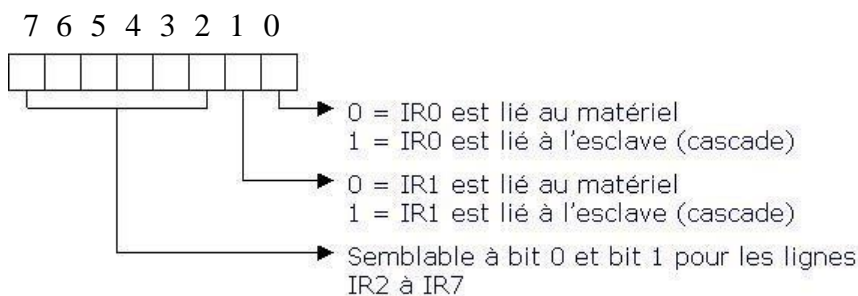 7 6 5 4 3 2 1 0
0 = IR0 est lié au matériel
1 = IR0 est lié à l'esclave (cascade)
0 = IR1 est lié au matériel
1 = IR1 est lié à l'esclave (cascade)
Semblable à bit 0 et bit 1 pour les lignes
IR2 à IR7